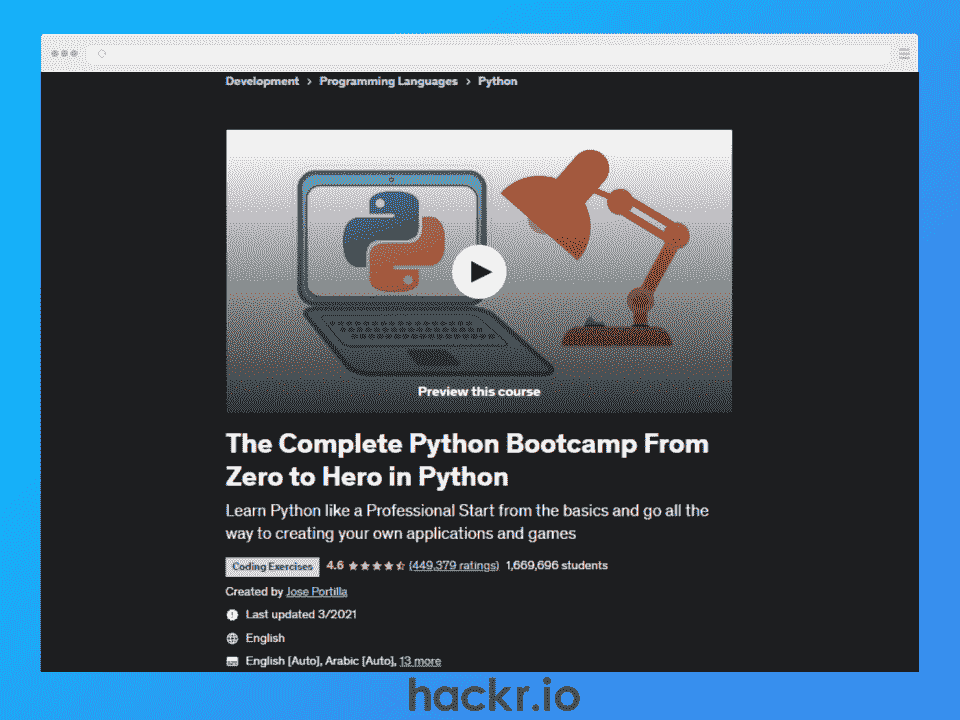 Development > Programming Languages > Python
Preview this course
The Complete Python Bootcamp From
Zero to Hero in Python
Learn Python like a Professional Start from the basics and go all the
way to creating your own applications and games
Coding Exercises 4.6 (449,379 ratings) 1,669,696 students
Created by Jose Portilla
Last updated 3/2021
English
English [Auto], Arabic [Auto], 13 more
hackr.io